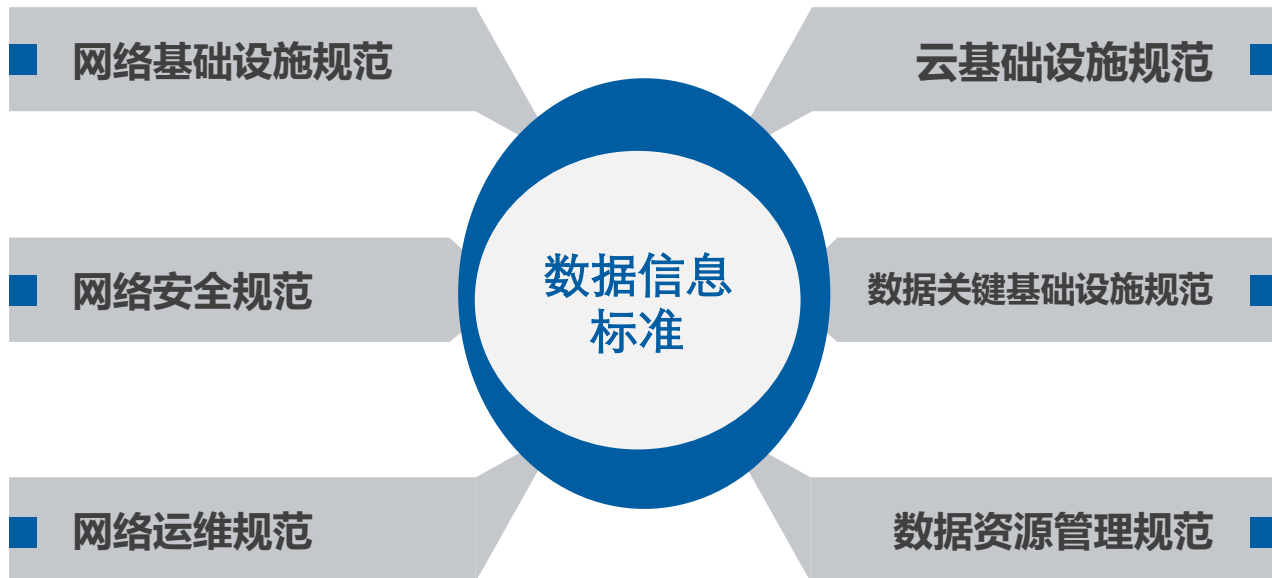 网络基础设施规范
云基础设施规范
网络安全规范
数据信息
标准
数据关键基础设施规范
网络运维规范
数据资源管理规范